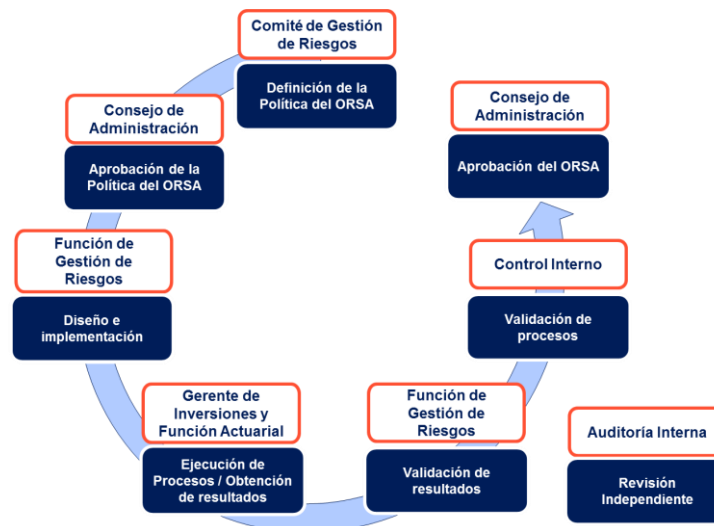 Comité de Gestión
de Riesgos
Definición de la
Política del ORSA
Consejo de
Administración
Aprobación de la
Política del ORSA
Función de
Gestión de
Riesgos
Diseño e
implementación
Gerente de
Inversiones y
Función Actuarial
Ejecución de
Procesos / Obtención
de resultados
Función de
Gestión de
Riesgos
Validación de
resultados
Control Interno
Validación de
procesos
Consejo de
Administración
Aprobación del ORSA
Auditoría Interna
Revisión
Independiente